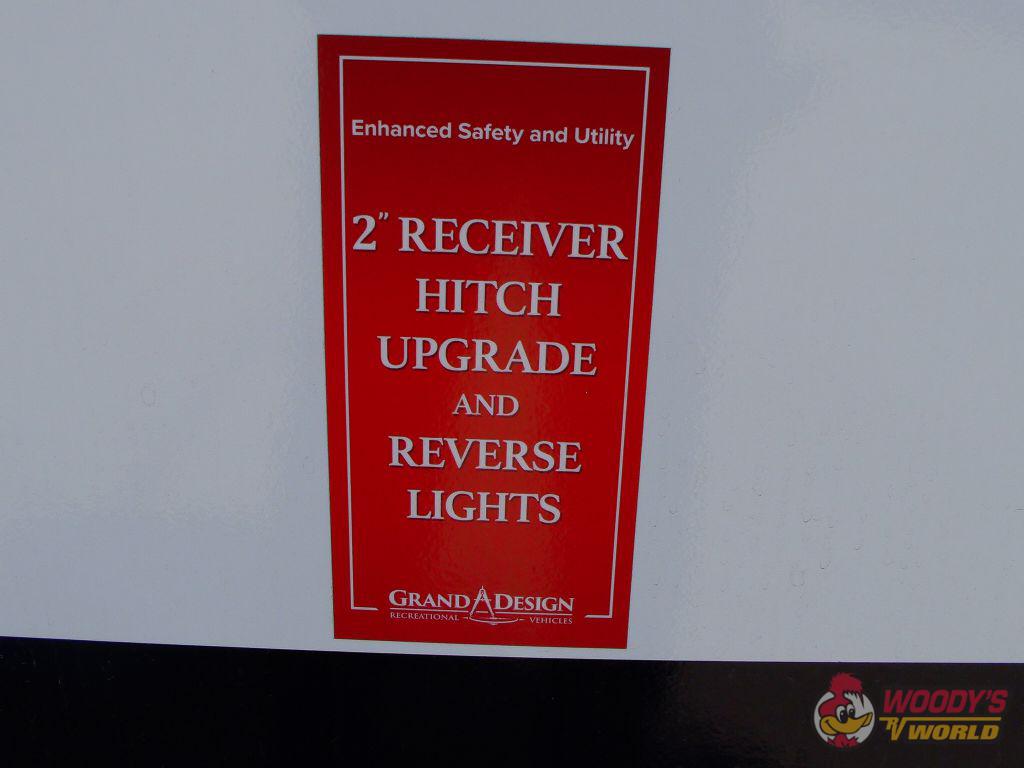 Enhanced Safety and Utility
2" RECEIVER
HITCH
UPGRADE
AND
REVERSE
LIGHTS
GRAND DESIGN
RECREATIONAL VEHICLES
WOODY'S
RV WORLD